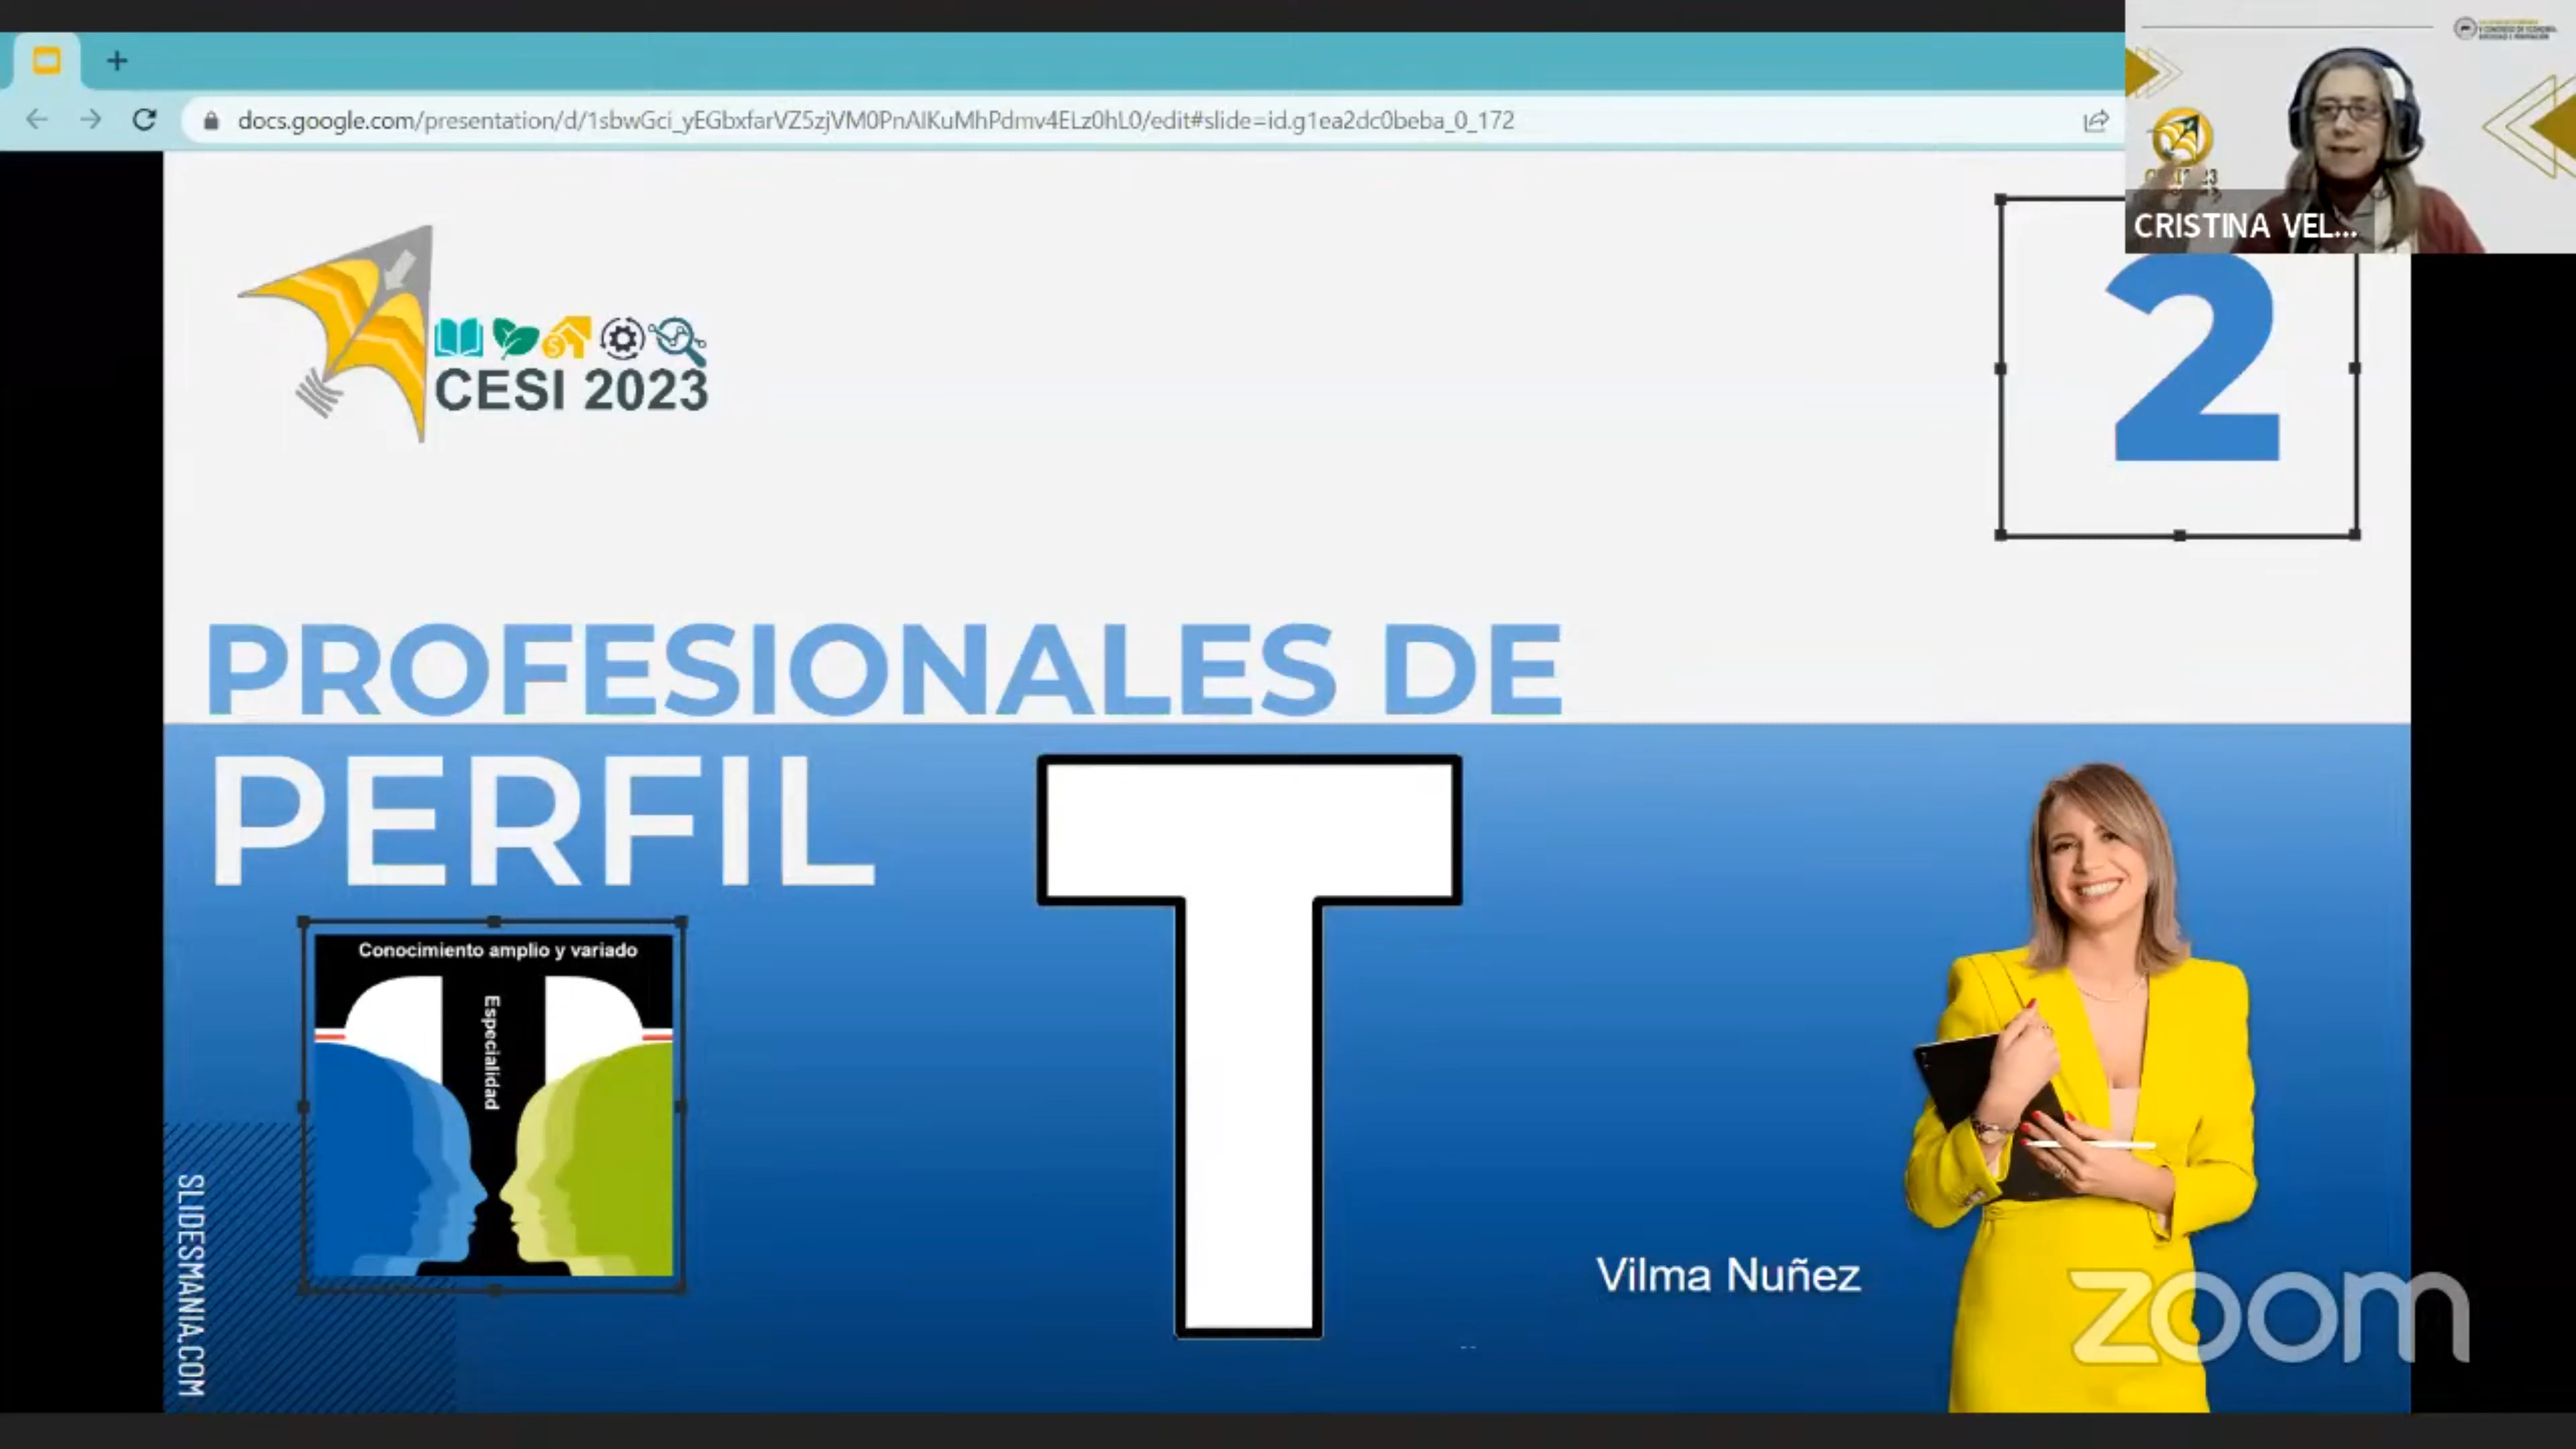 docs.google.com/presentation/d/1sbwGci_yEGbxfarVZ5zjVM0PnAIKuMhPdmv4ELz0hL0/edit#slide=id.g1ea2dc0beba_0_172
CRISTINA VEL...
CESI 2023
2
PROFESIONALES DE
PERFIL T
Conocimiento amplio y variado
Especialidad
Vilma Nuñez
SLIDESMANIA.COM
zoom